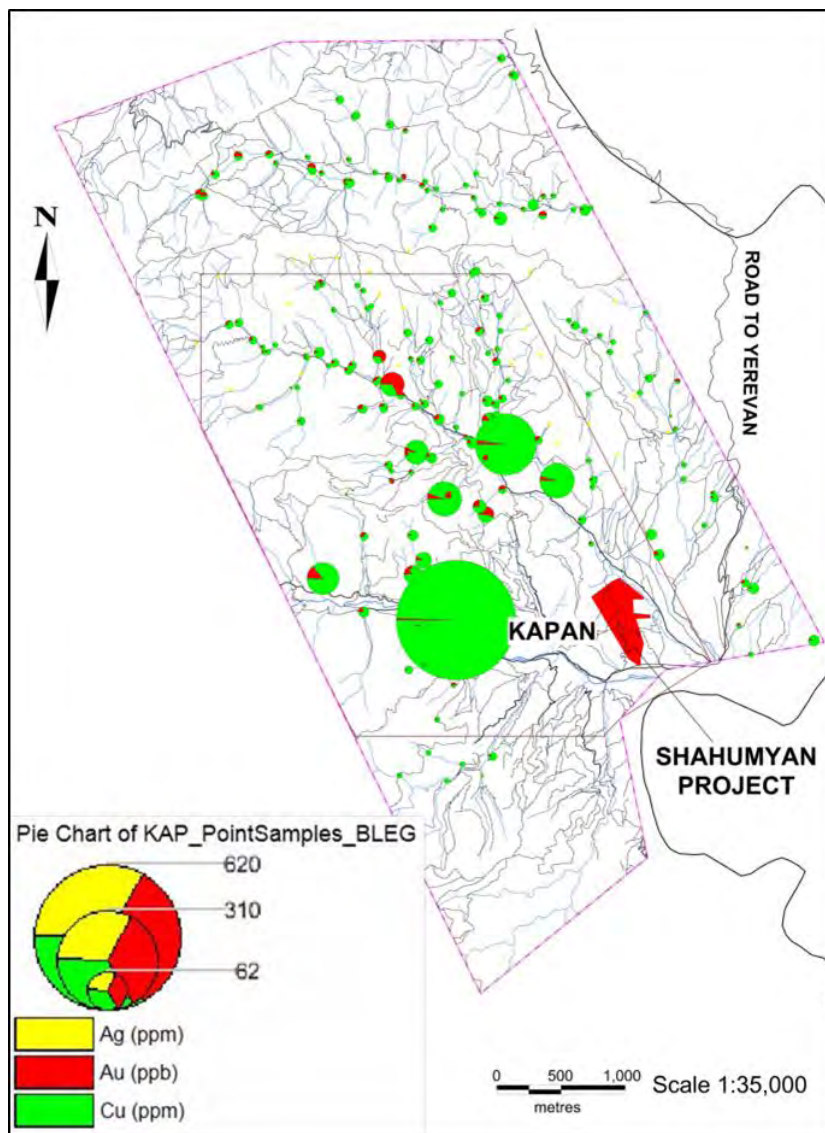 N
ROAD TO YEREVAN
KAPAN
SHAHUMYAN
PROJECT
Pie Chart of KAP_PointSamples_BLEG
620
310
62
Ag (ppm)
Au (ppb)
Cu (ppm)
0 500 1,000
metres
Scale 1:35,000